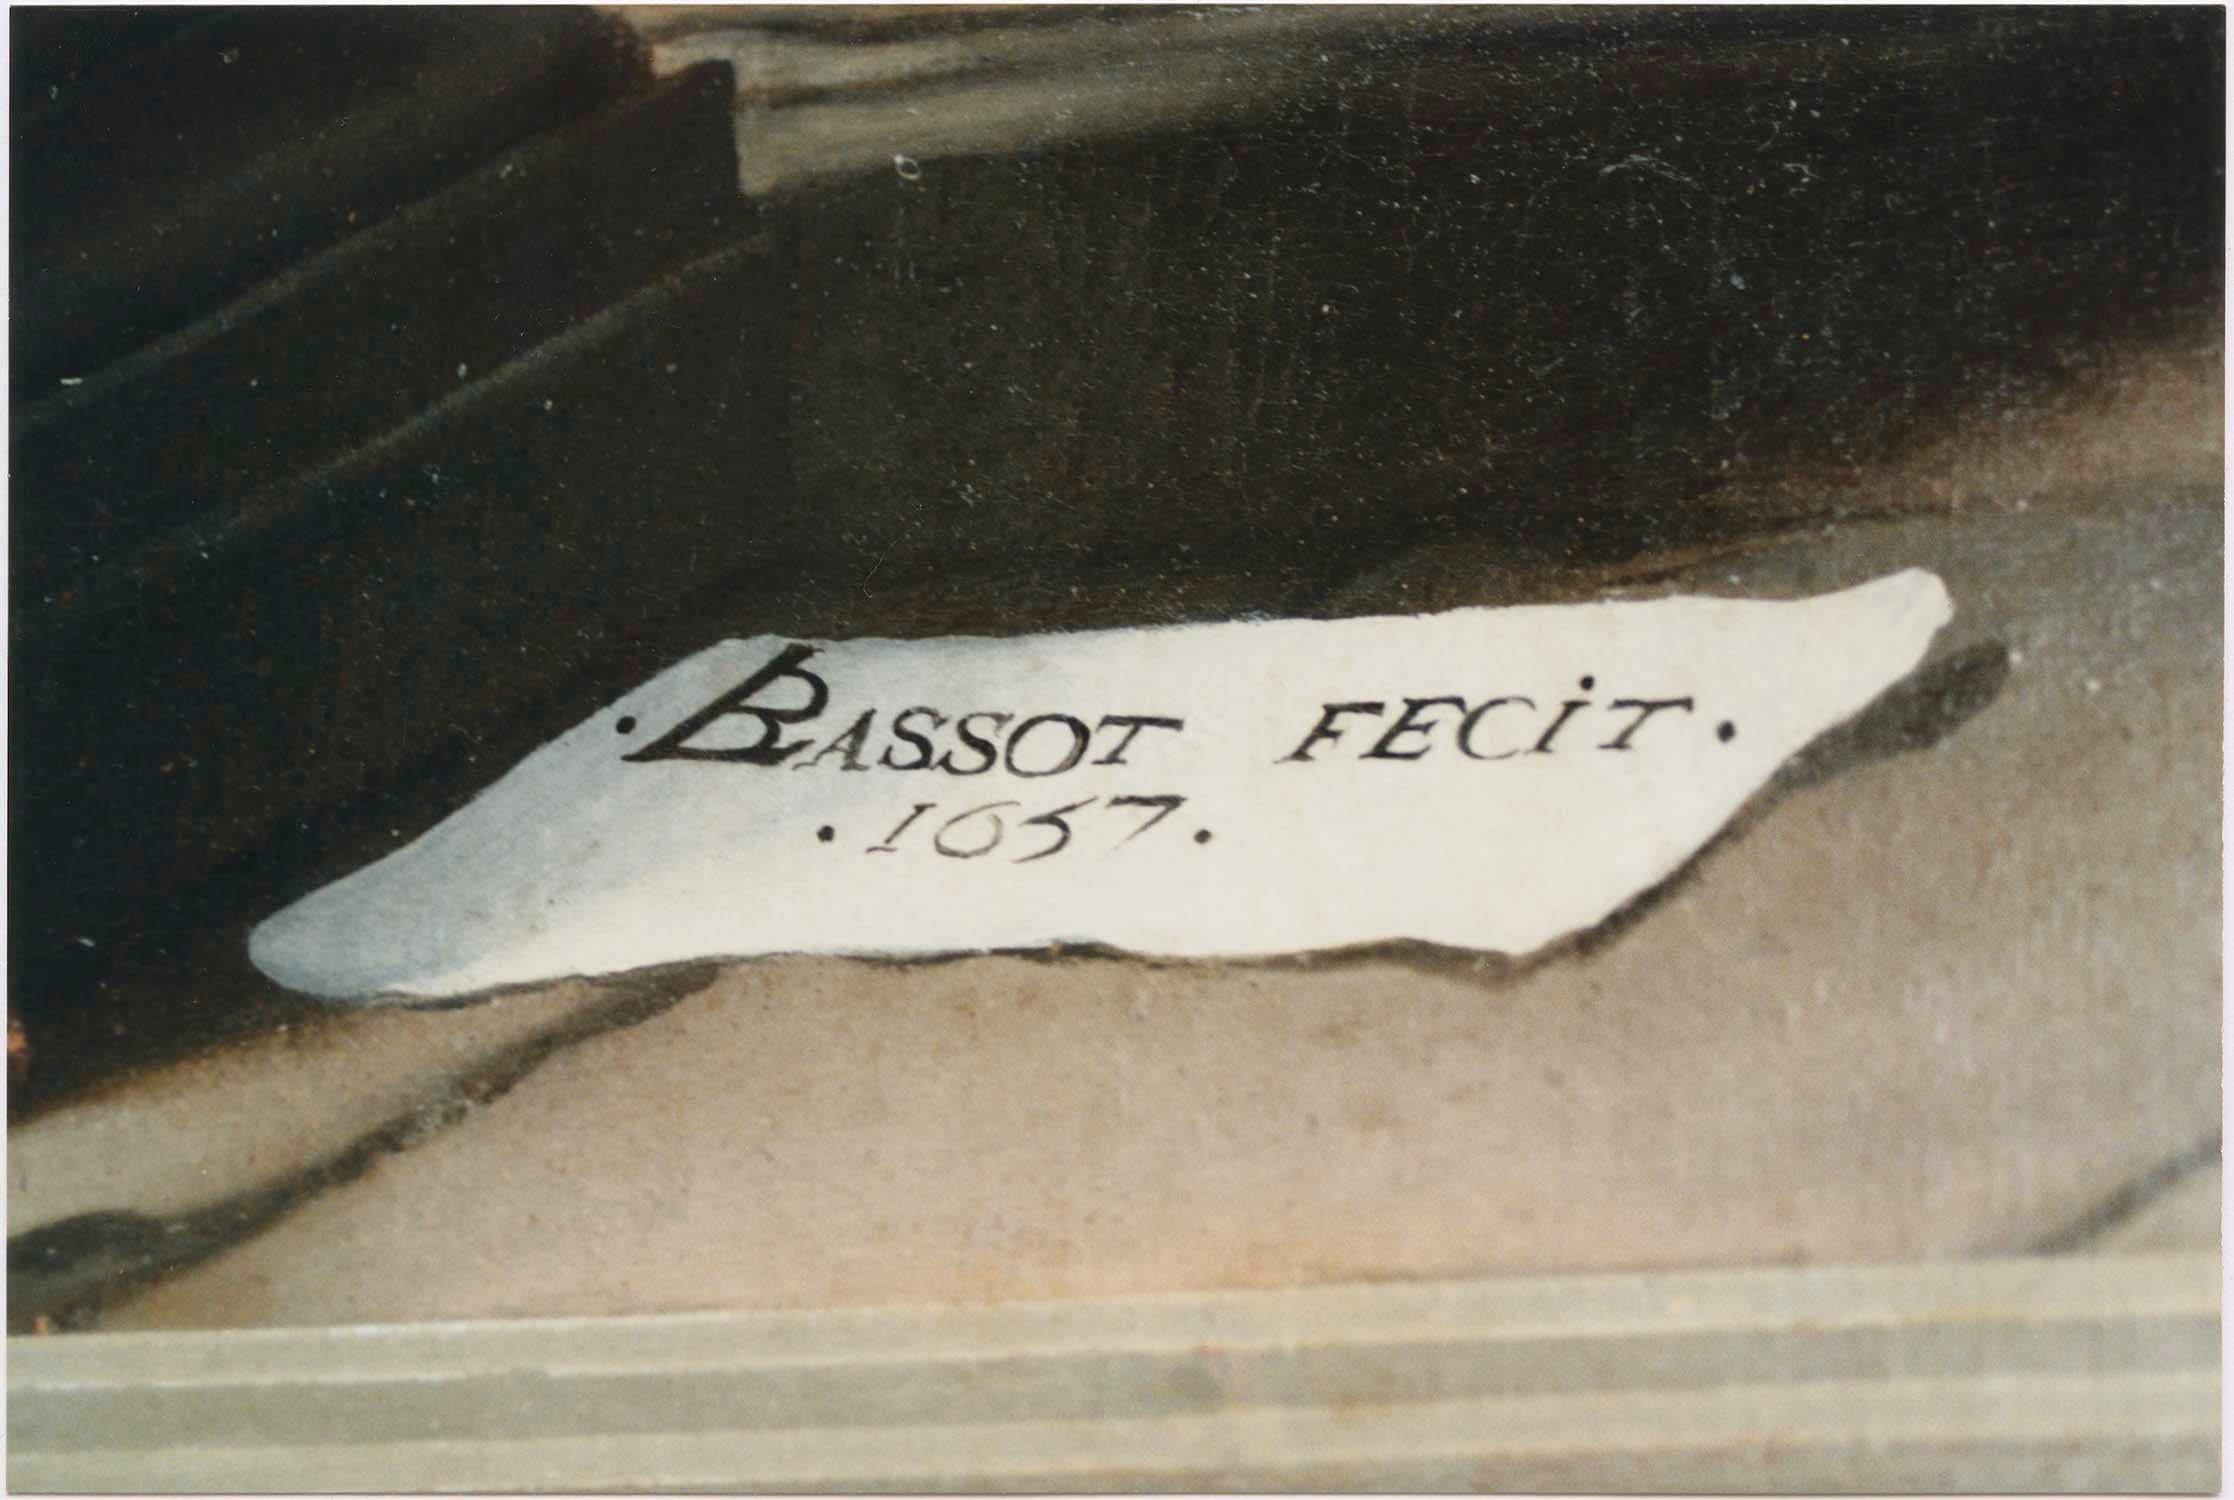 . BASSOT FECiT .
. 1657 .